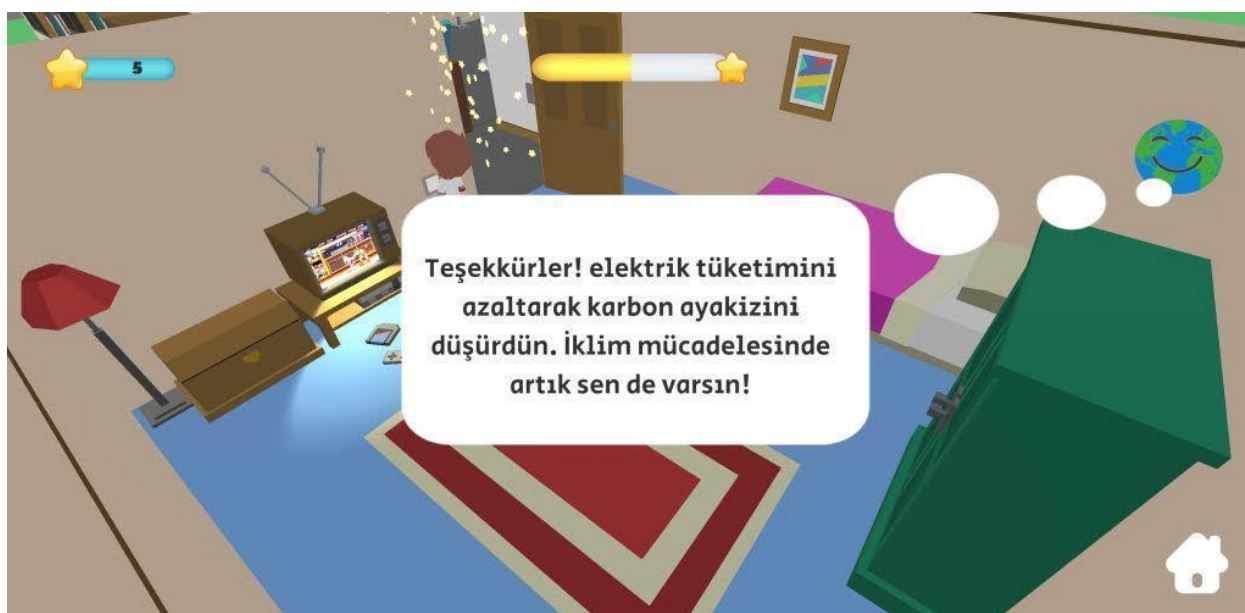 5
Teşekkürler! elektrik tüketimini
azaltarak karbon ayakizini
düşürdün. İklim mücadelesinde
artık sen de varsın!